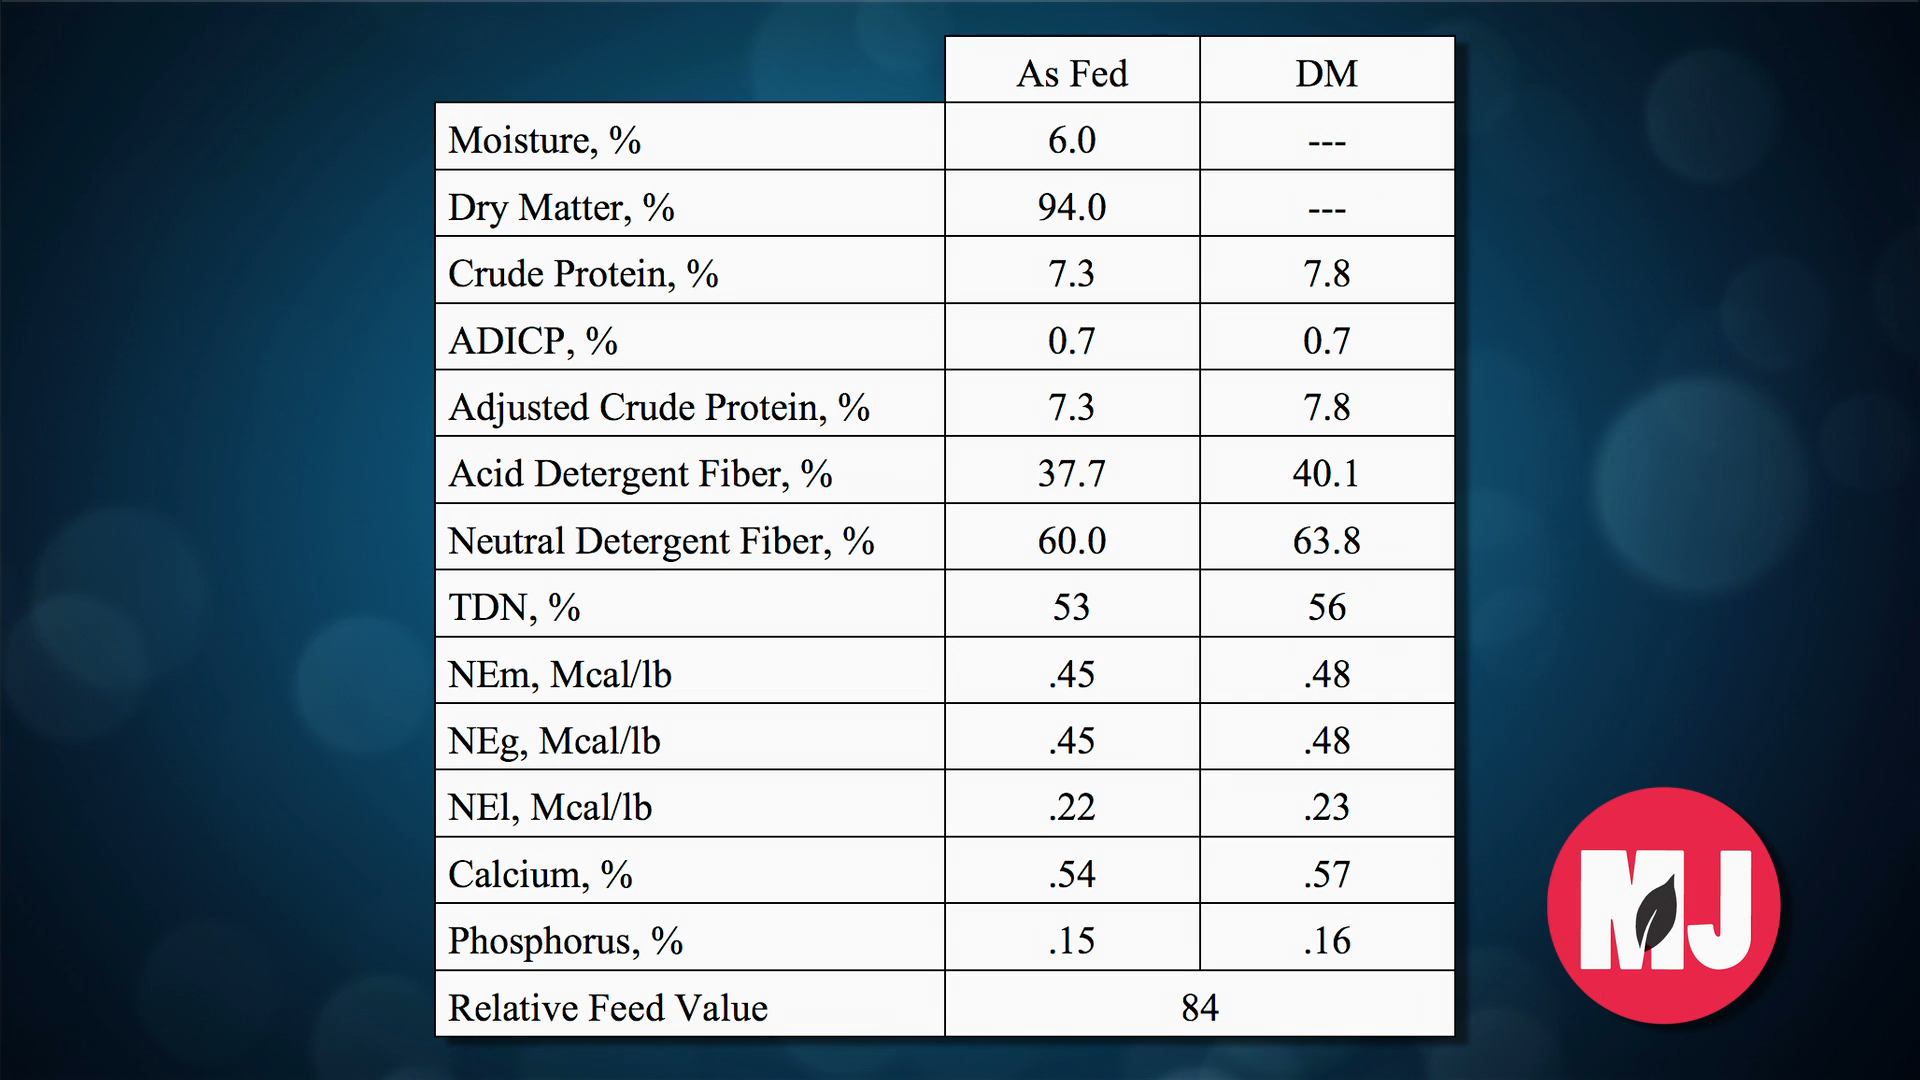 As Fed DM
Moisture, % 6.0 ---
Dry Matter, % 94.0 ---
Crude Protein, % 7.3 7.8
ADICP, % 0.7 0.7
Adjusted Crude Protein, % 7.3 7.8
Acid Detergent Fiber, % 37.7 40.1
Neutral Detergent Fiber, % 60.0 63.8
TDN, % 53 56
NEm, Mcal/lb .45 .48
NEg, Mcal/lb .45 .48
NEl, Mcal/lb .22 .23
Calcium, % .54 .57
Phosphorus, % .15 .16
Relative Feed Value 84
MJ